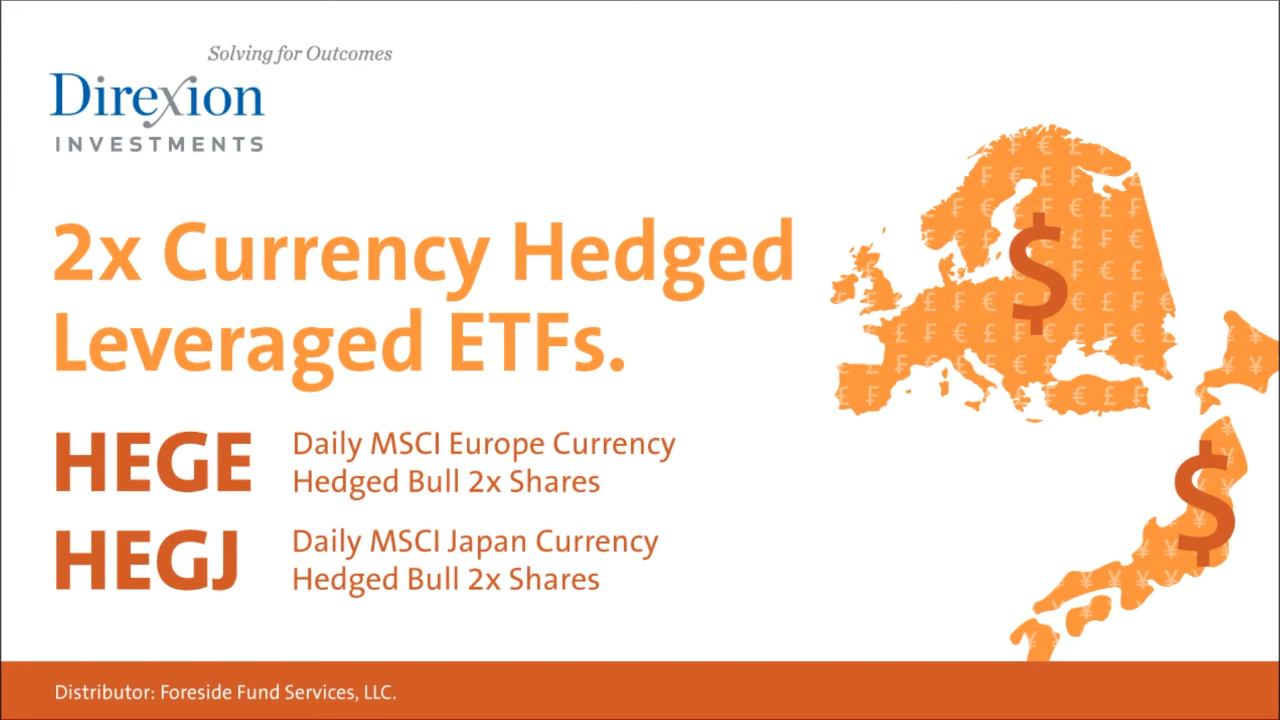 Solving for Outcomes
Direxion
INVESTMENTS
2x Currency Hedged
Leveraged ETFs.
HEGE
Daily MSCI Europe Currency
Hedged Bull 2x Shares
HEGJ
Daily MSCI Japan Currency
Hedged Bull 2x Shares
$
$
Distributor: Foreside Fund Services, LLC.